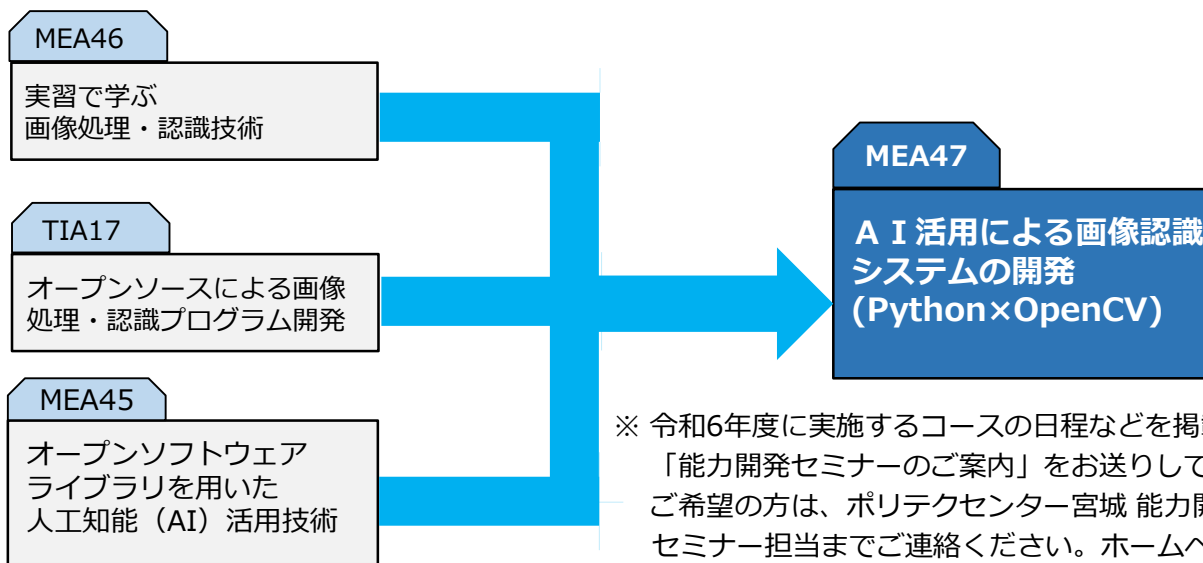 MEA46
実習で学ぶ
画像処理・認識技術
TIA17
オープンソースによる画像
処理・認識プログラム開発
MEA45
オープンソフトウェア
ライブラリを用いた
人工知能（AI）活用技術
MEA47
ＡＩ活用による画像認識
システムの開発
(Python×OpenCV)
※ 令和6年度に実施するコースの日程などを掲
「能力開発セミナーのご案内」をお送りして
ご希望の方は、ポリテクセンター宮城 能力開
セミナー担当までご連絡ください。ホームペ